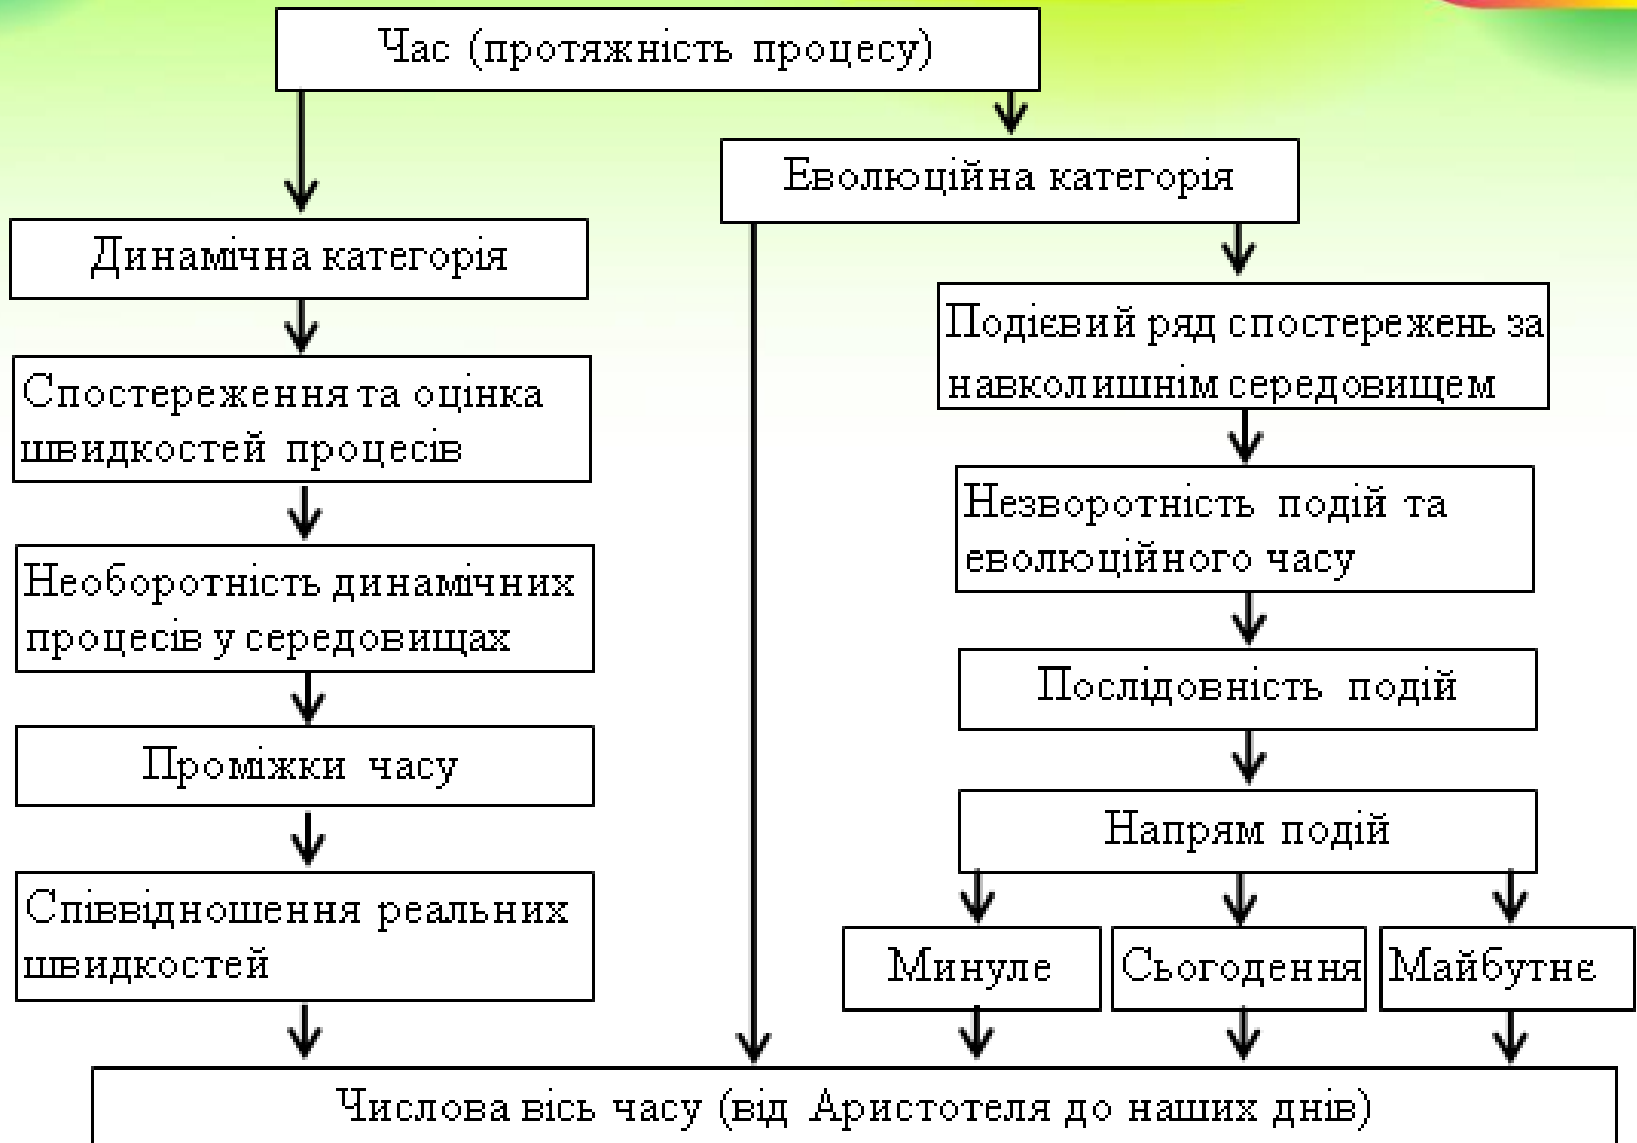 Час (протяжність процесу)
Еволюційна категорія
Динамічна категорія
Подієвий ряд спостережень за
навколишнім середовищем
Спостереження та оцінка
швидкостей процесів
Незворотність подій та
еволюційного часу
Необоротність динамічних
процесів у середовищах
Послідовність подій
Проміжки часу
Напрям подій
Співвідношення реальних
швидкостей
Минуле
Сьогодення
Майбутнє
Числова вісь часу (від Аристотеля до наших днів)